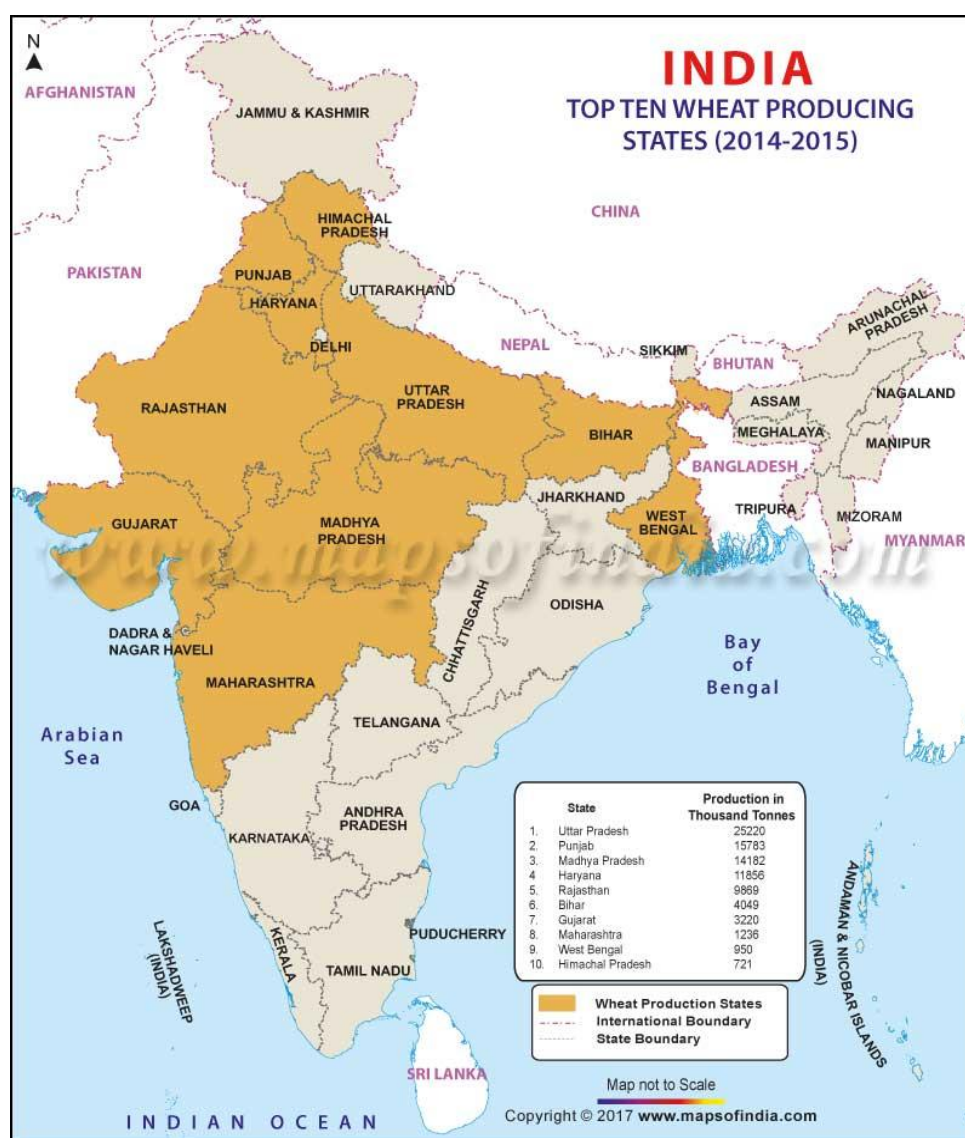 INDIA
TOP TEN WHEAT PRODUCING
STATES (2014-2015)
N
AFGHANISTAN
JAMMU & KASHMIR
CHINA
HIMACHAL
PRADESH
PAKISTAN
PUNJAB
UTTARAKHAND
HARYANA
DELHI
NEPAL
SIKKIM
BHUTAN
ARUNACHAL
PRADESH
RAJASTHAN
UTTAR
PRADESH
BIHAR
ASSAM
NAGALAND
MEGHALAYA
MANIPUR
BANGLADESH
JHARKHAND
GUJARAT
MADHYA
PRADESH
WEST
BENGAL
TRIPURA
MIZORAM
MYANMAR
www.mapsofindia.com
CHHATTISGARH
ODISHA
DADRA &
NAGAR HAVELI
MAHARASHTRA
Bay
of
Bengal
TELANGANA
Arabian
Sea
GOA
KARNATAKA
ANDHRA
PRADESH
State Production in
Thousand Tonnes
1. Uttar Pradesh 25220
2. Punjab 15783
3. Madhya Pradesh 14182
4 Haryana 11856
5. Rajasthan 9869
6. Bihar 4049
7. Gujarat 3220
8. Maharashtra 1236
9. West Bengal 950
10. Himachal Pradesh 721
ANDAMAN & NICOBAR ISLANDS
(INDIA)
LAKSHADWEEP
(INDIA)
KERALA
PUDUCHERRY
TAMIL NADU
Wheat Production States
International Boundary
State Boundary
SRI LANKA
Map not to Scale
Copyright © 2017 www.mapsofindia.com
INDIAN OCEAN